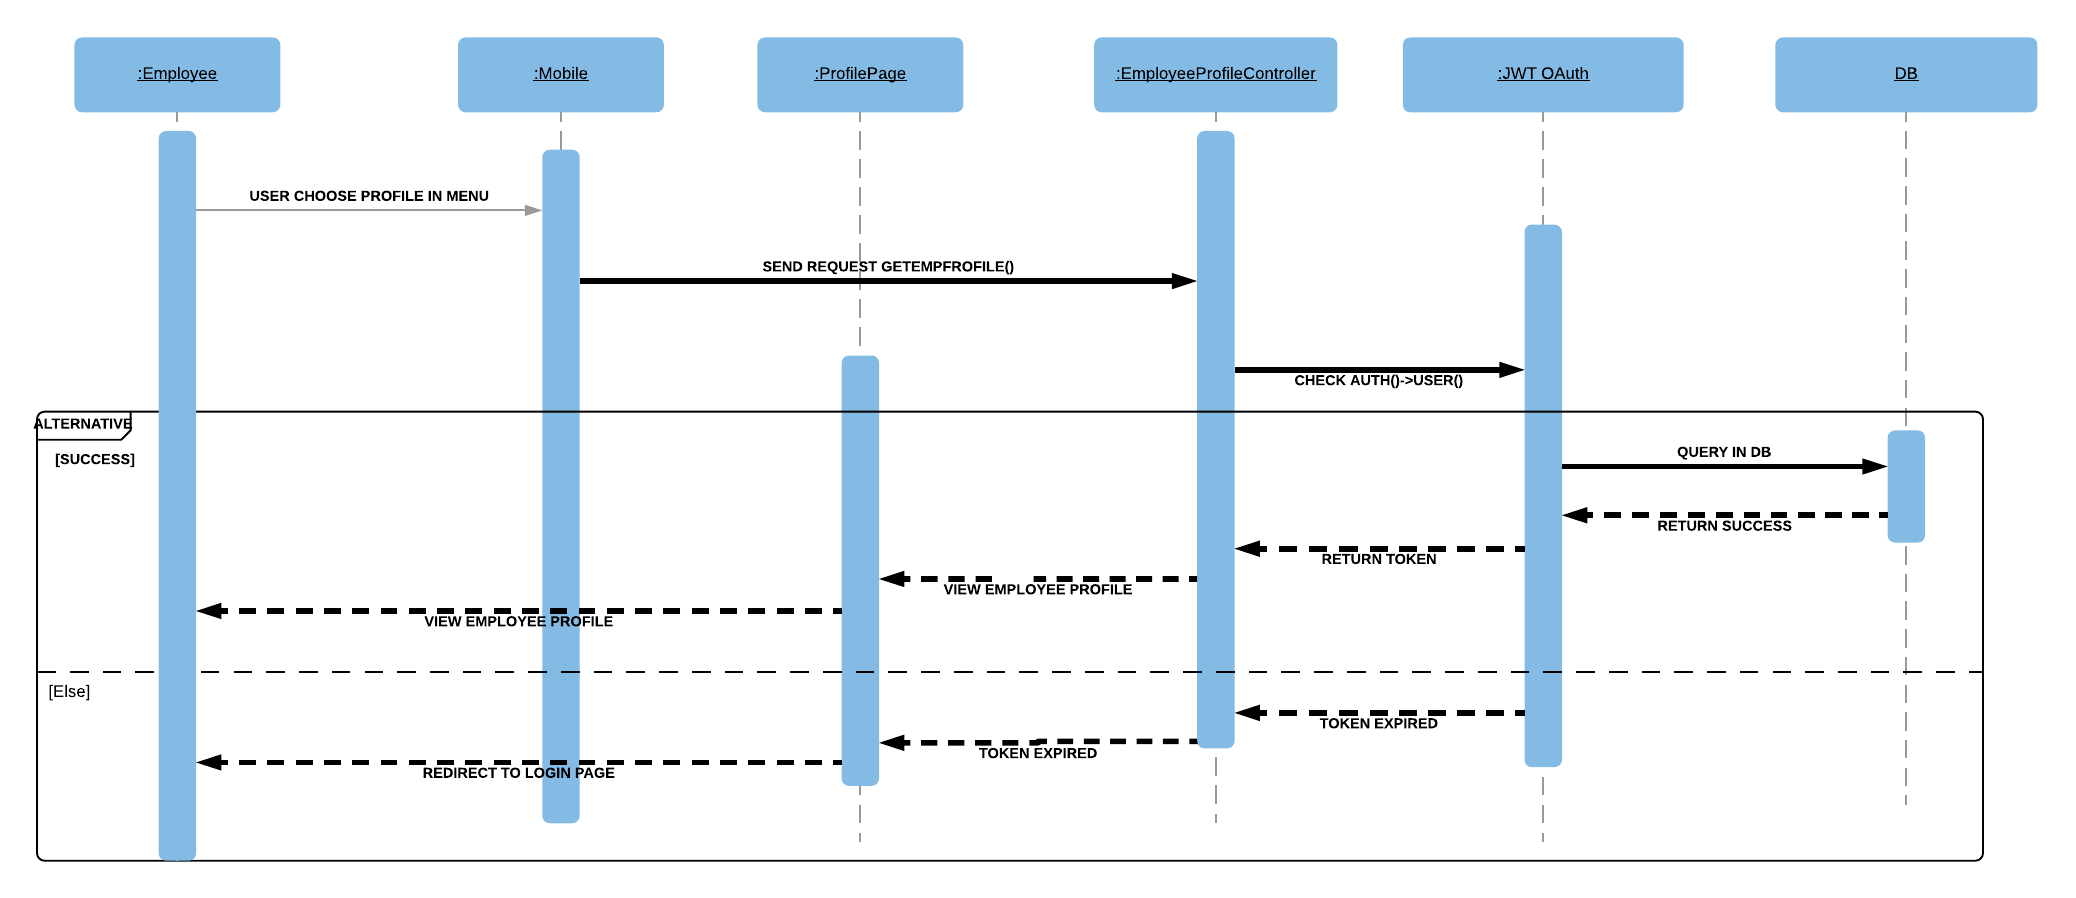 :Employee
:Mobile
:ProfilePage
:EmployeeProfileController
:JWT OAuth
DB
USER CHOOSE PROFILE IN MENU
SEND REQUEST GETEMPFROFILE()
CHECK AUTH()->USER()
ALTERNATIVE
[SUCCESS]
QUERY IN DB
RETURN SUCCESS
RETURN TOKEN
VIEW EMPLOYEE PROFILE
VIEW EMPLOYEE PROFILE
[Else]
TOKEN EXPIRED
TOKEN EXPIRED
REDIRECT TO LOGIN PAGE